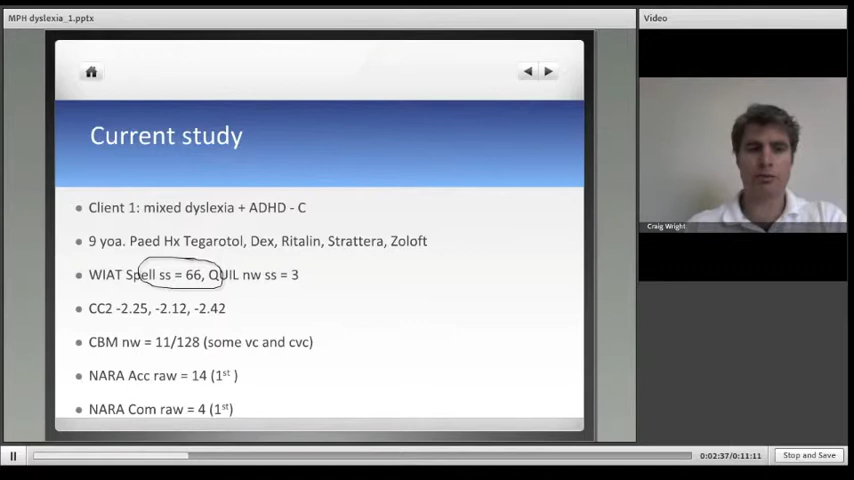 MPH dyslexia_1.pptx
Video
Current study
Client 1: mixed dyslexia + ADHD - C
9 yoa. Paed Hx Tegarotol, Dex, Ritalin, Strattera, Zoloft
WIAT Spell ss = 66, QUIL nw ss = 3
CC2 -2.25, -2.12, -2.42
CBM nw = 11/128 (some vc and cvc)
NARA Acc raw = 14 (1st )
NARA Com raw = 4 (1st)
Craig Wright
0:02:37/0:11:11
Stop and Save